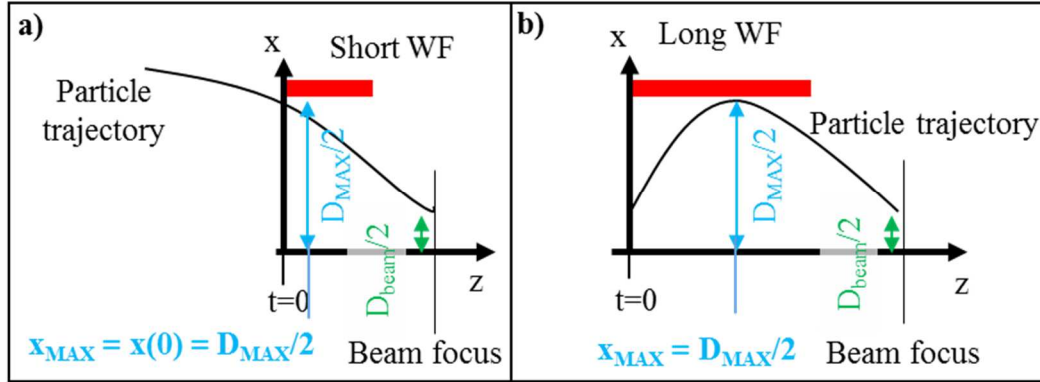 a)
x
Short WF
Particle
trajectory
D_MAX/2
D_beam/2
z
t=0
x_MAX = x(0) = D_MAX/2
Beam focus
b)
x
Long WF
Particle trajectory
D_MAX/2
D_beam/2
z
t=0
x_MAX = D_MAX/2
Beam focus